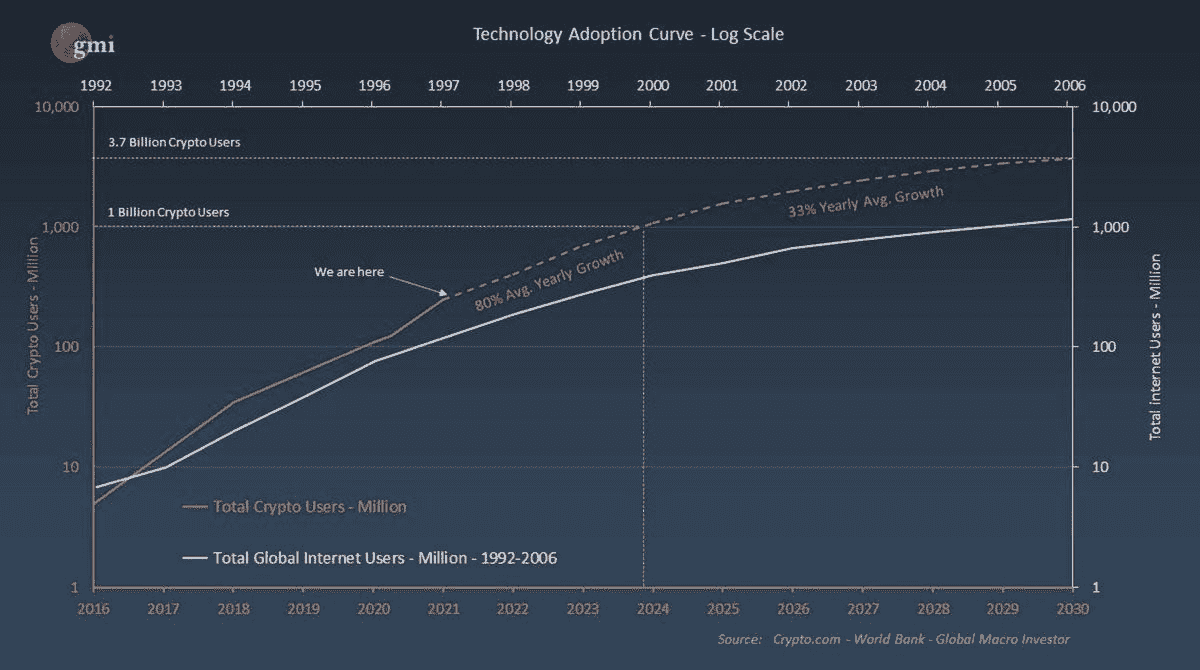 gmi
Technology Adoption Curve - Log Scale
1992 1993 1994 1995 1996 1997 1998 1999 2000 2001 2002 2003 2004 2005 2006
10,000 10,000
3.7 Billion Crypto Users
33% Yearly Avg. Growth
1 Billion Crypto Users
1,000 1,000
We are here
80% Avg. Yearly Growth
Total Crypto Users - Million
Total internet Users - Million
100 100
10 10
Total Crypto Users - Million
Total Global Internet Users - Million - 1992-2006
1 1
2016 2017 2018 2019 2020 2021 2022 2023 2024 2025 2026 2027 2028 2029 2030
Source: Crypto.com - World Bank - Global Macro Investor